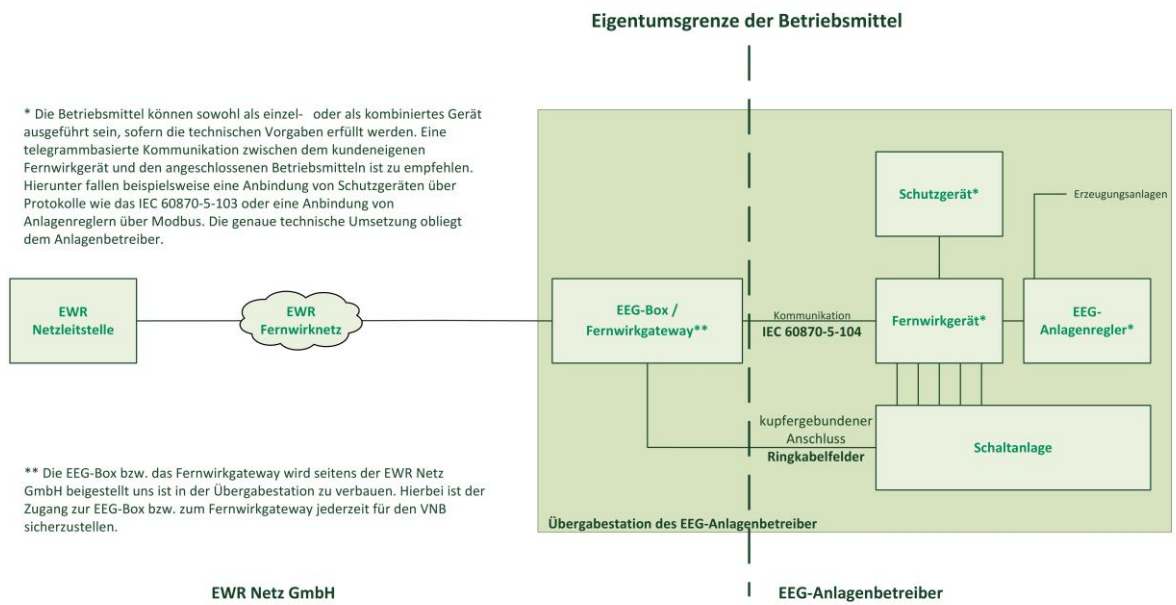 Eigentumsgrenze der Betriebsmittel
* Die Betriebsmittel können sowohl als einzel- oder als kombiniertes Gerät
ausgeführt sein, sofern die technischen Vorgaben erfüllt werden. Eine
telegrammbasierte Kommunikation zwischen dem kundeneigenen
Fernwirkgerät und den angeschlossenen Betriebsmitteln ist zu empfehlen.
Hierunter fallen beispielsweise eine Anbindung von Schutzgeräten über
Protokolle wie das IEC 60870-5-103 oder eine Anbindung von
Anlagenreglern über Modbus. Die genaue technische Umsetzung obliegt
dem Anlagenbetreiber.
Schutzgerät*
Erzeugungsanlagen
EWR
Netzleitstelle
EWR
Fernwirknetz
EEG-Box /
Fernwirkgateway**
Kommunikation
IEC 60870-5-104
Fernwirkgerät*
EEG-
Anlagenregler*
kupfergebundener
Anschluss
Ringkabelfelder
Schaltanlage
** Die EEG-Box bzw. das Fernwirkgateway wird seitens der EWR Netz
GmbH beigestellt uns ist in der Übergabestation zu verbauen. Hierbei ist der
Zugang zur EEG-Box bzw. zum Fernwirkgateway jederzeit für den VNB
sicherzustellen.
Übergabestation des EEG-Anlagenbetreiber
EWR Netz GmbH
EEG-Anlagenbetreiber